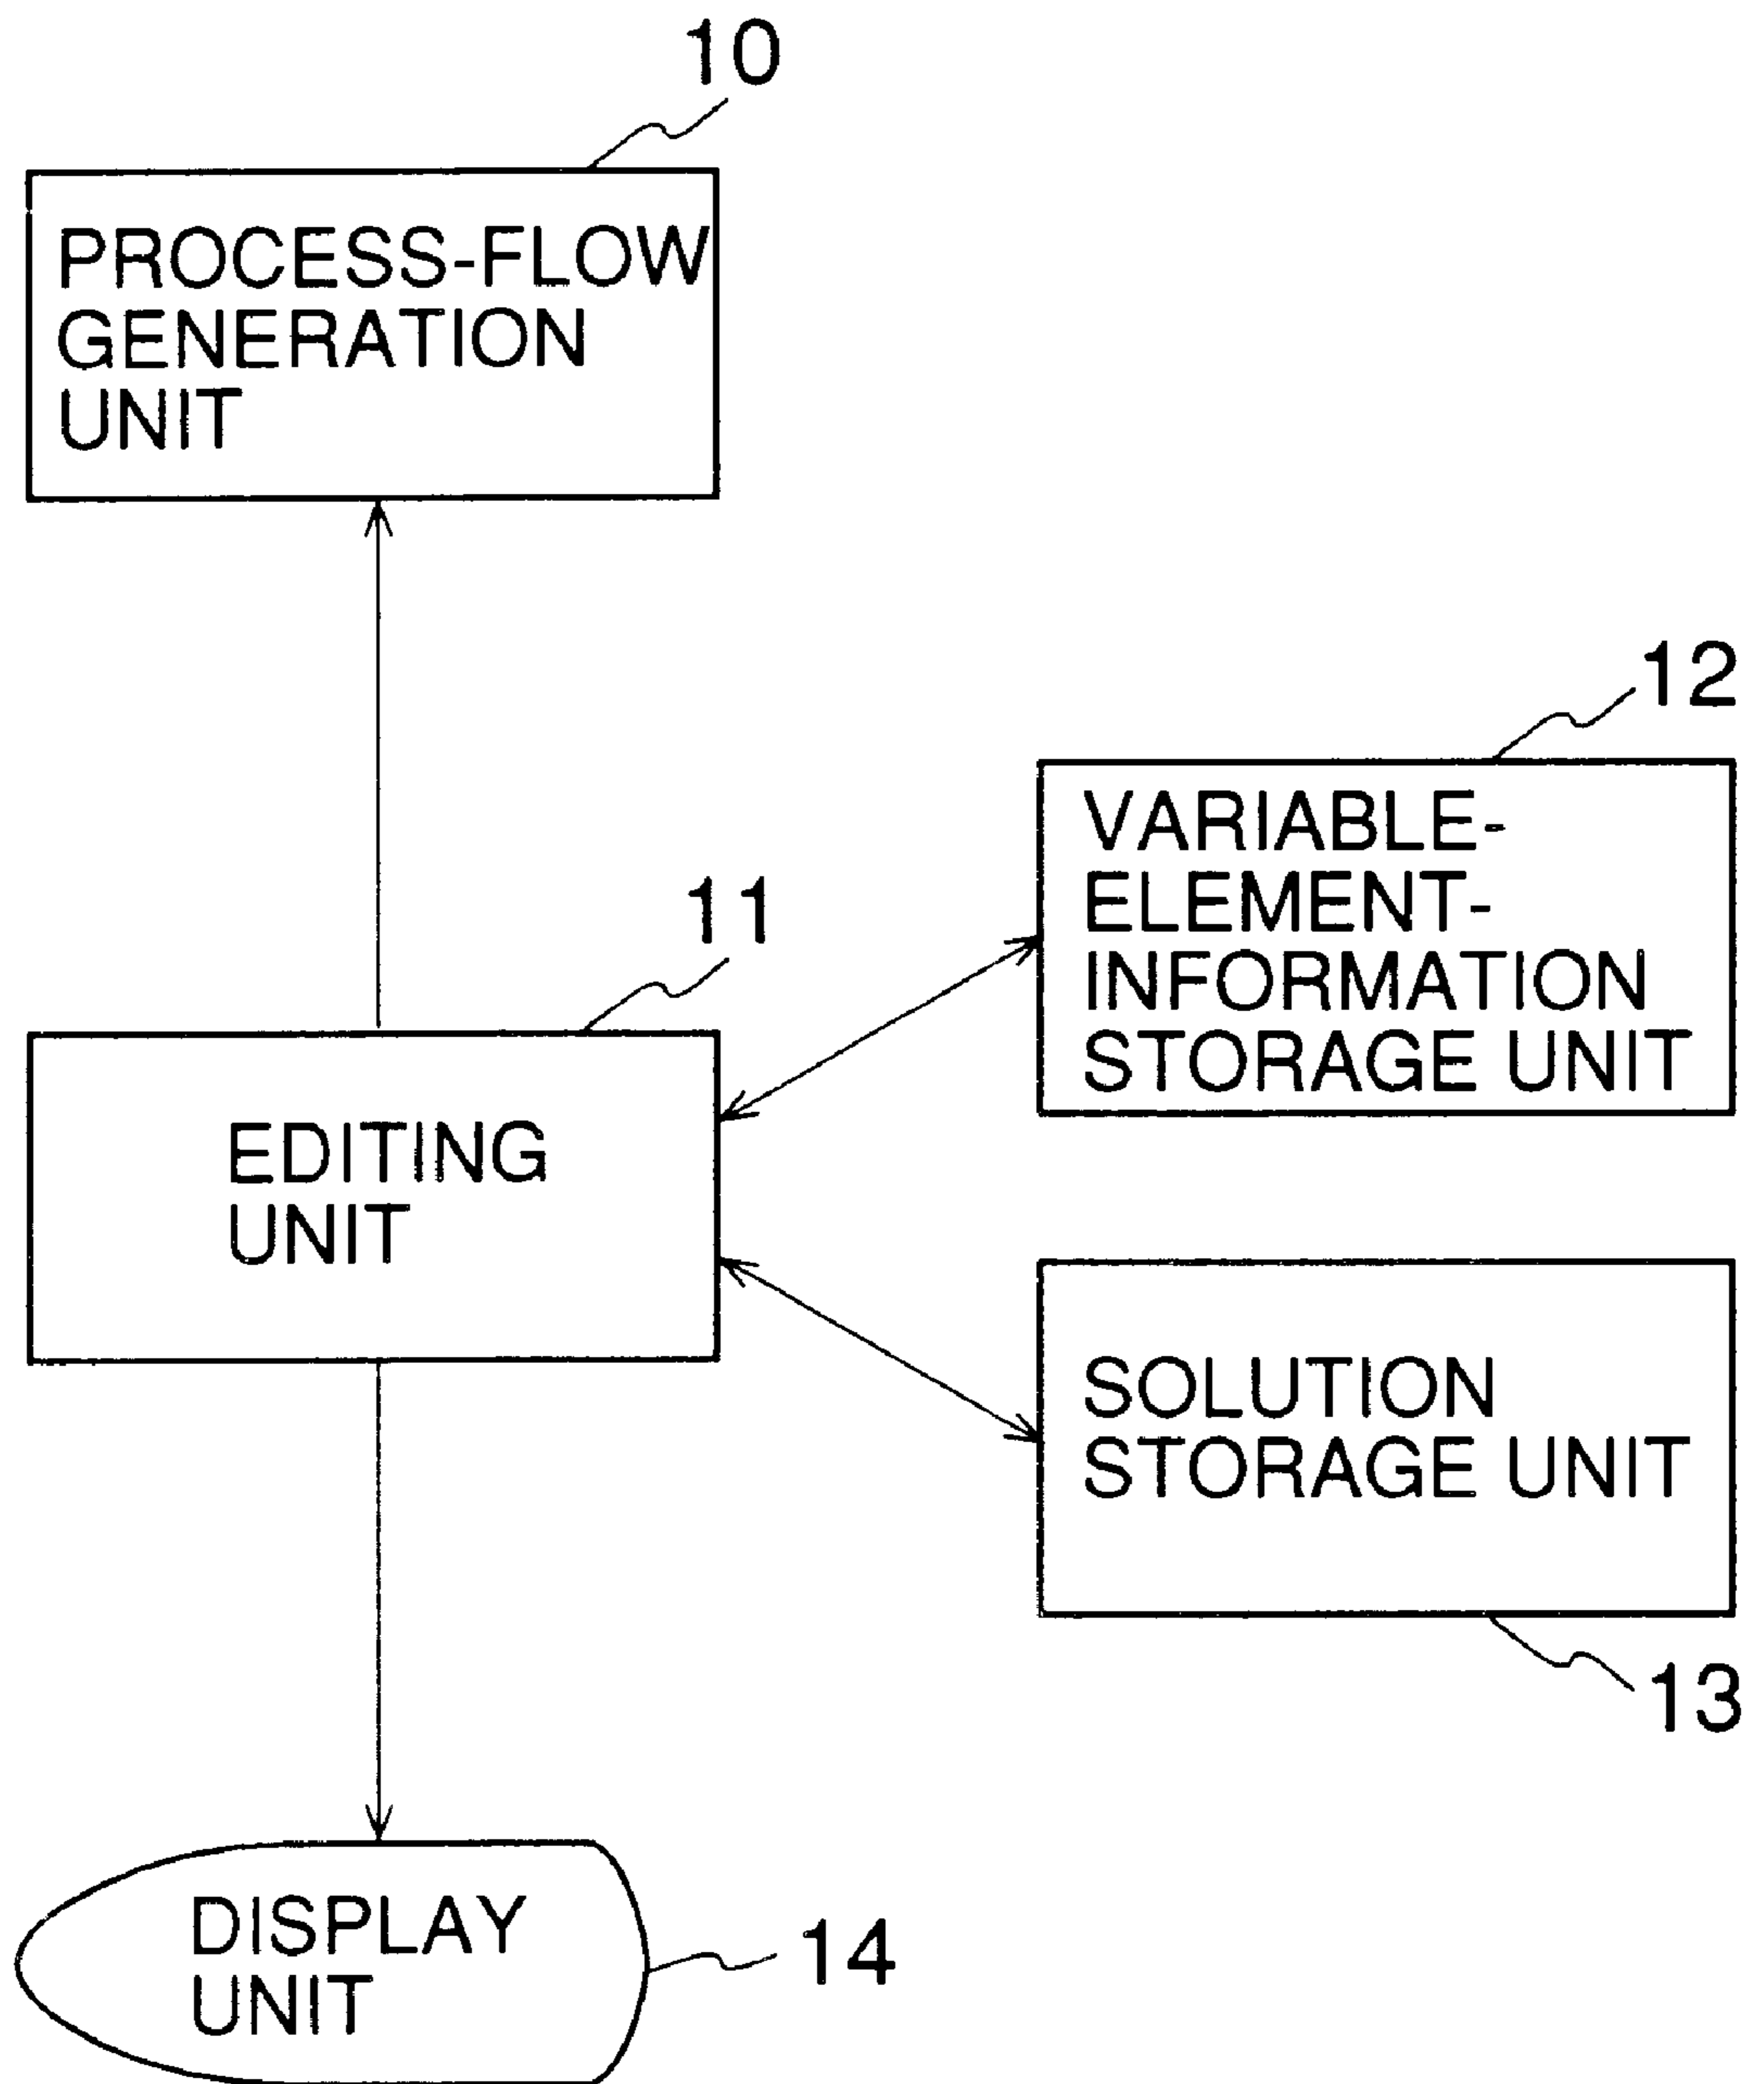 10
PROCESS-FLOW
GENERATION
UNIT
12
VARIABLE-
ELEMENT-
INFORMATION
STORAGE UNIT
11
EDITING
UNIT
SOLUTION
STORAGE UNIT
13
DISPLAY
UNIT
14